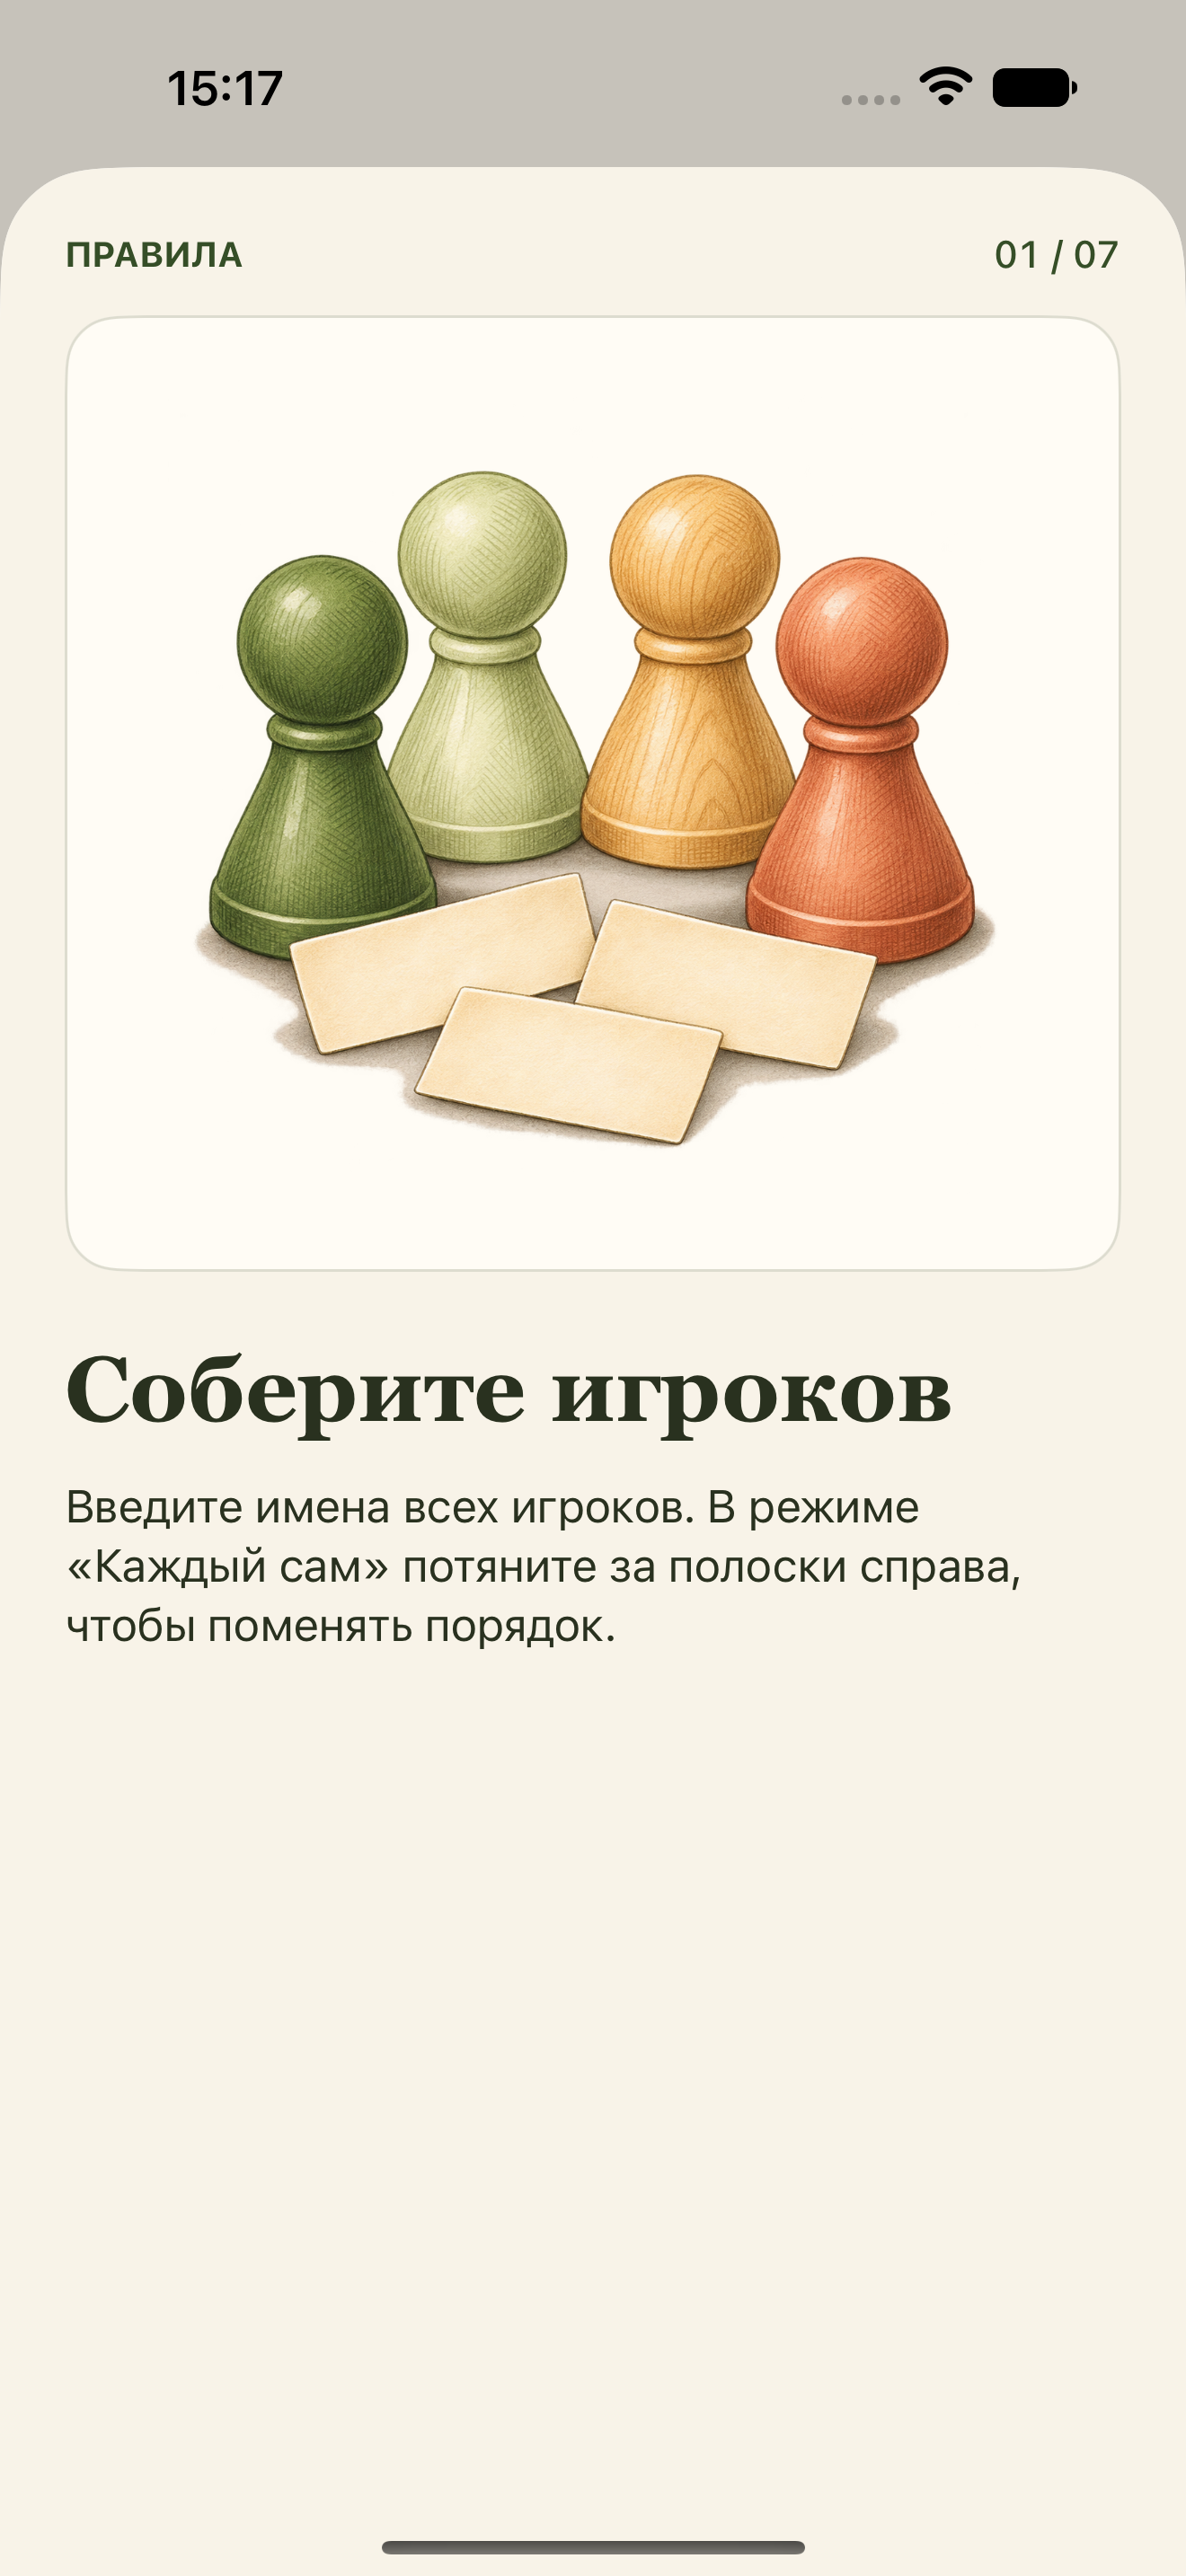 15:17
ПРАВИЛА
01 / 07
Соберите игроков
Введите имена всех игроков. В режиме
«Каждый сам» потяните за полоски справа,
чтобы поменять порядок.